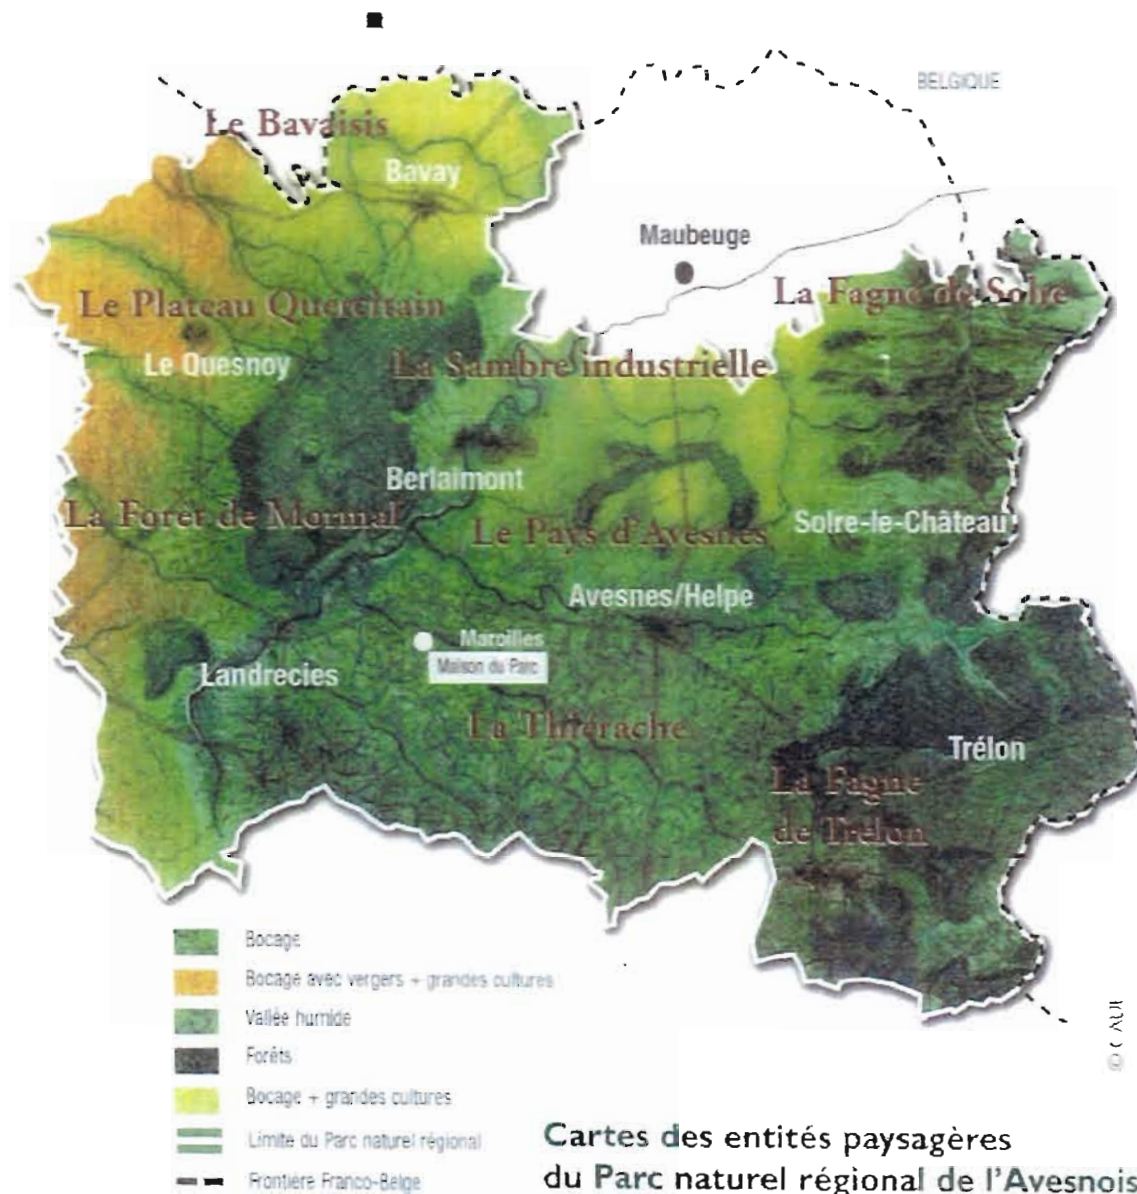 BELGIQUE
Le Bavaisis
Bavay
Maubeuge
La Fagne de Solre
Le Plateau Quercitain
Le Quesnoy
La Sambre industrielle
Berlaimont
La Forêt de Mormal
Le Pays d'Avesnes
Solre-le-Château
Avesnes/Helpe
Maroilles
Maison du Parc
Landrecies
La Thiérache
Trélon
La Fagne
de Trélon
Bocage
Bocage avec vergers + grandes cultures
Vallée humide
Forêts
Bocage + grandes cultures
Limite du Parc naturel régional
Frontière Franco-Belge
Cartes des entités paysagères
du Parc naturel régional de l'Avesnois